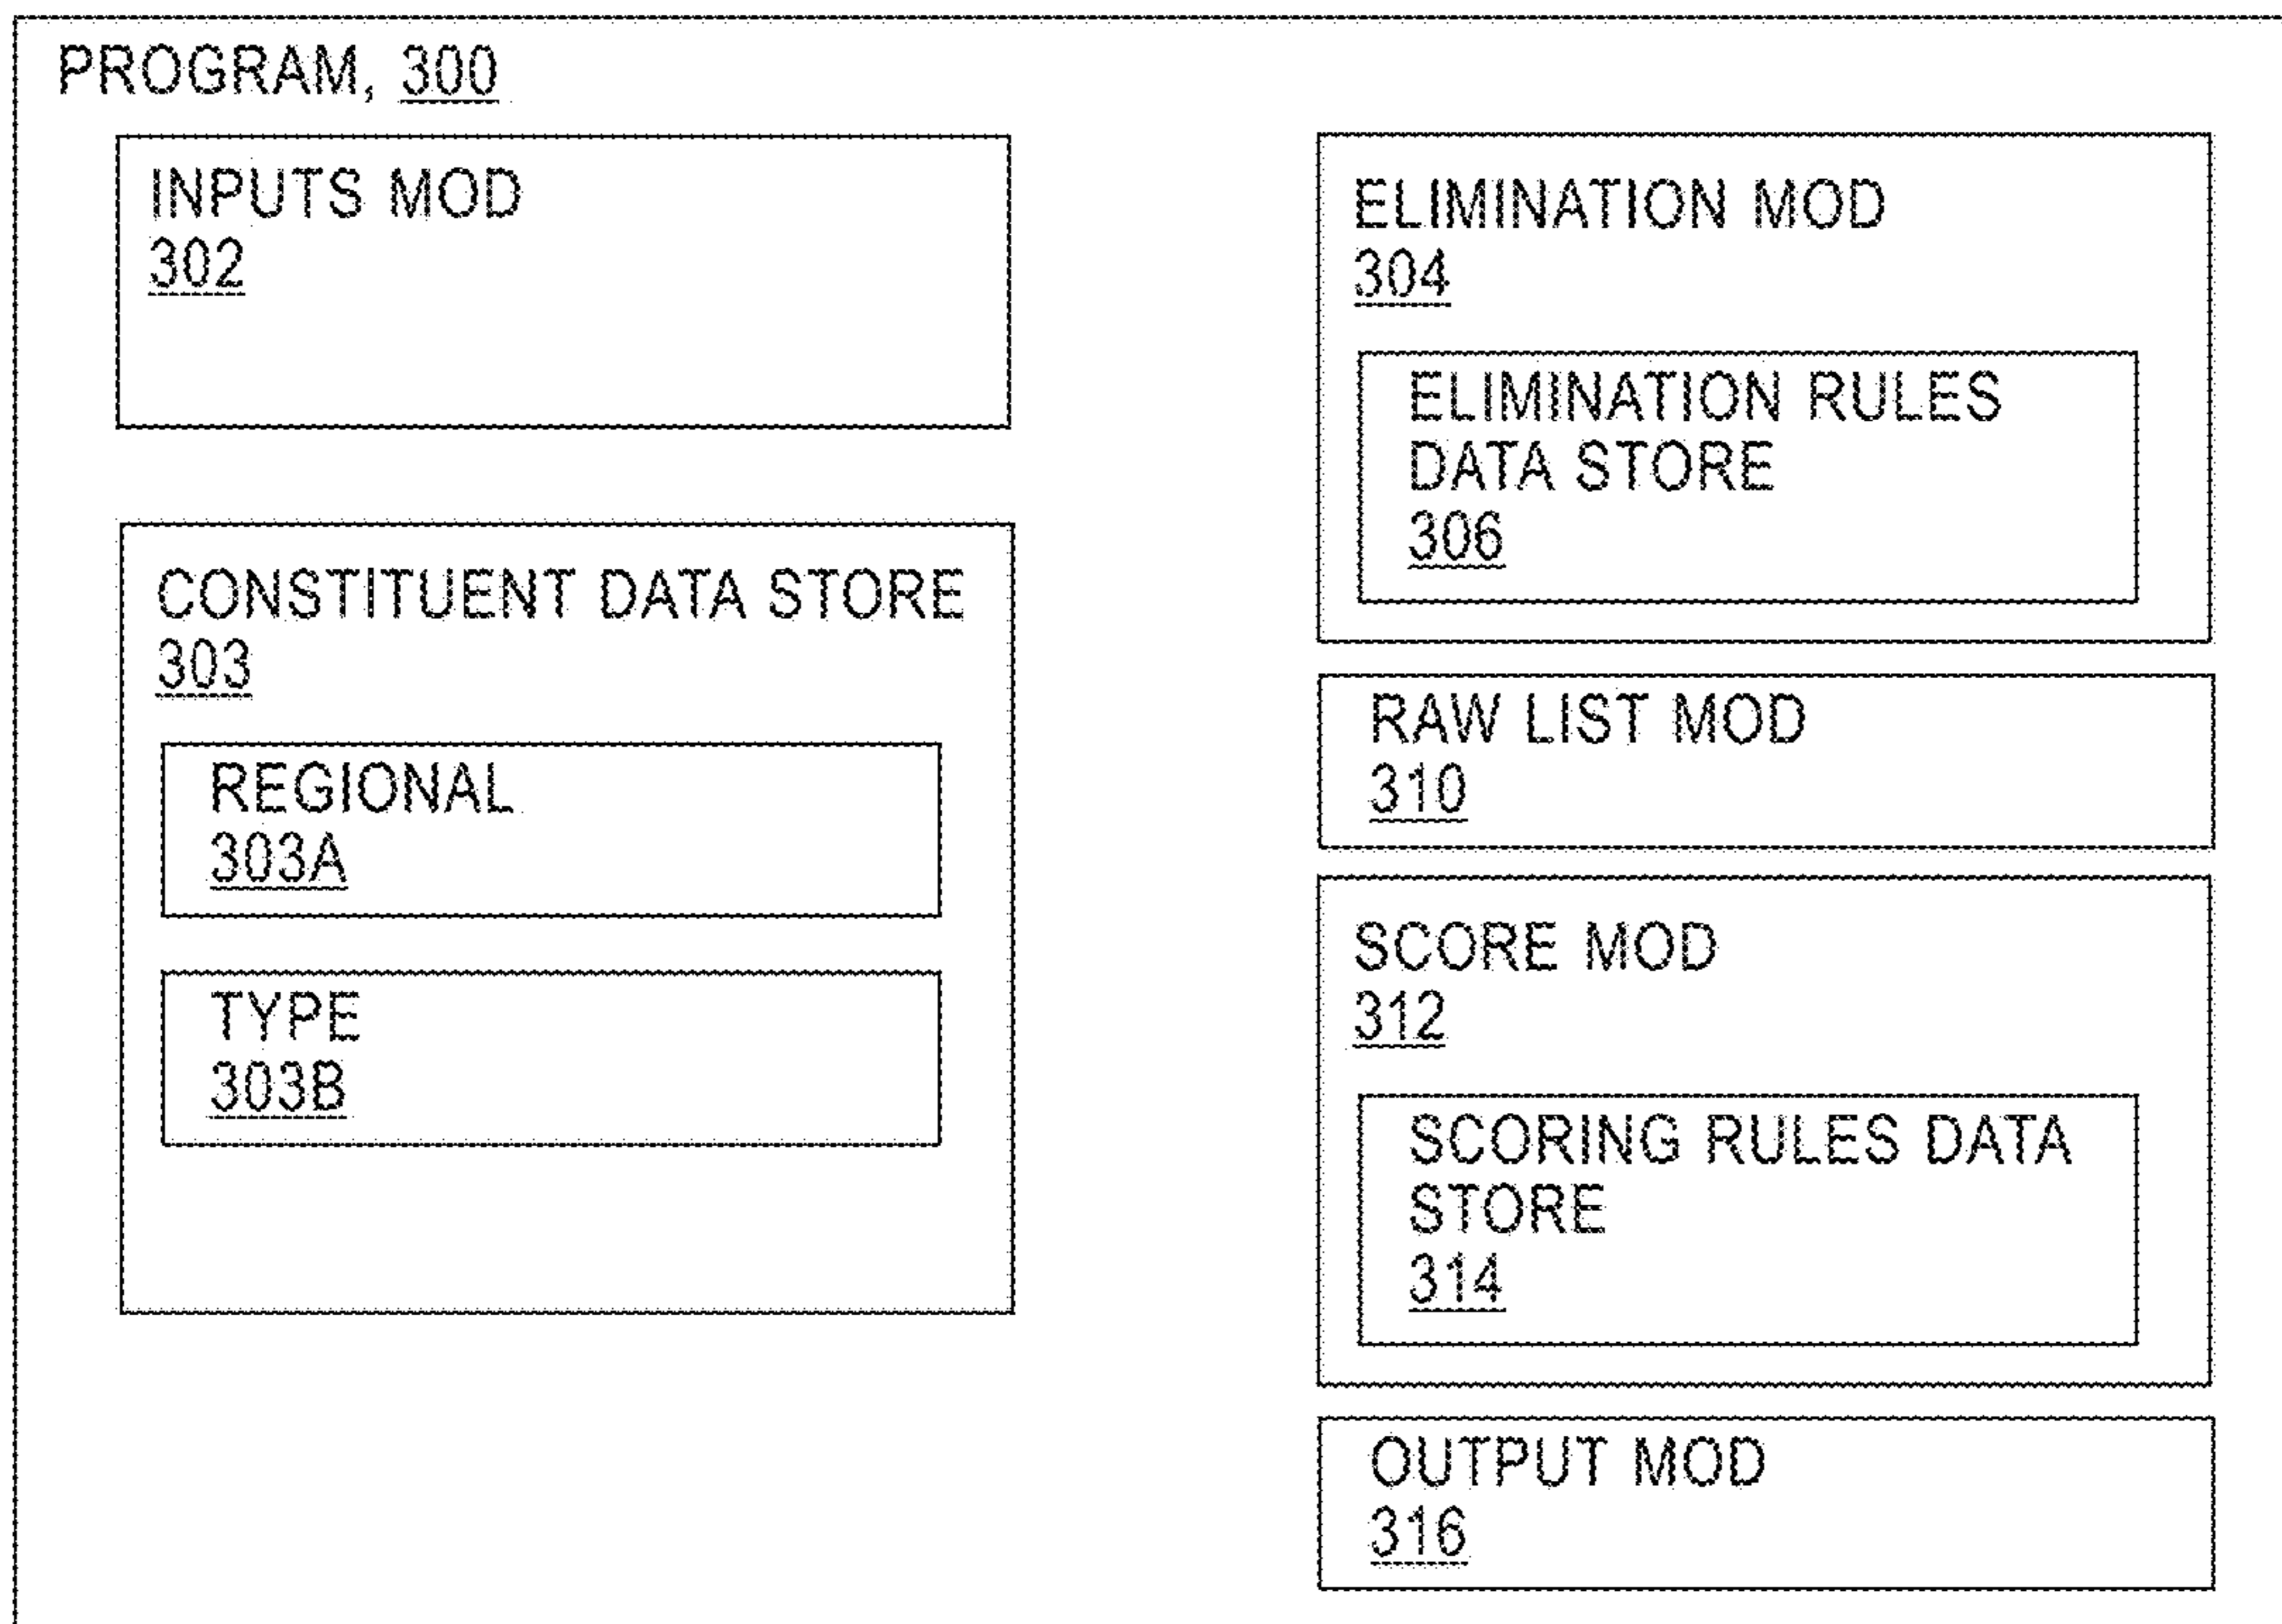 PROGRAM, 300
INPUTS MOD
302
CONSTITUENT DATA STORE
303
REGIONAL
303A
TYPE
303B
ELIMINATION MOD
304
ELIMINATION RULES
DATA STORE
306
RAW LIST MOD
310
SCORE MOD
312
SCORING RULES DATA
STORE
314
OUTPUT MOD
316